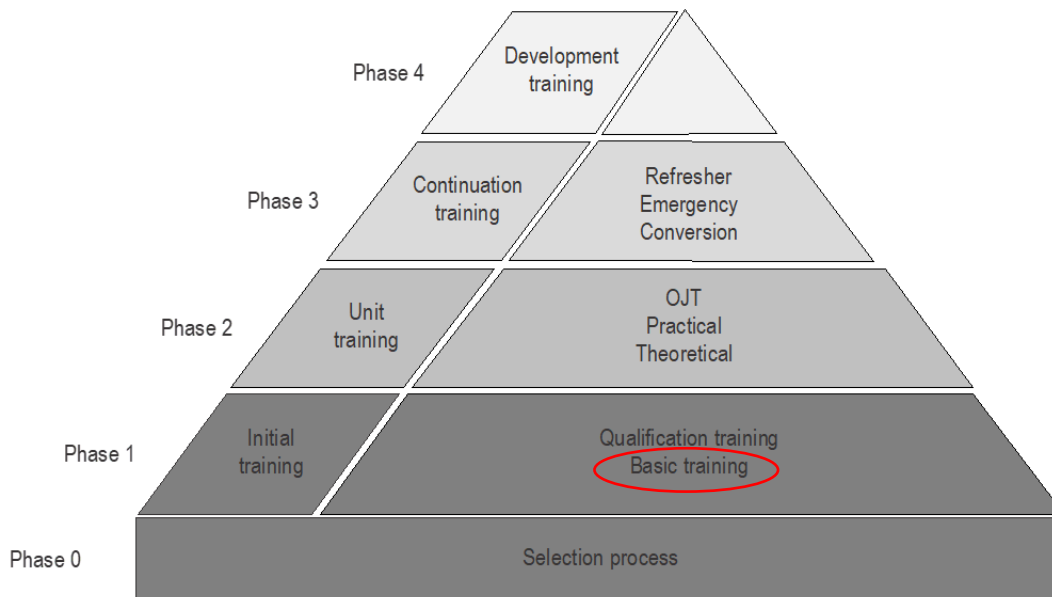 Phase 4
Development
training
Phase 3
Continuation
training
Refresher
Emergency
Conversion
Phase 2
Unit
training
OJT
Practical
Theoretical
Phase 1
Initial
training
Qualification training
Basic training
Phase 0
Selection process